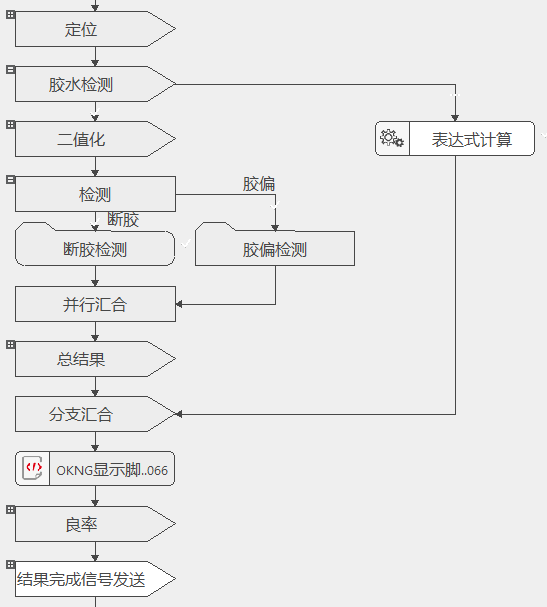 定位
胶水检测
二值化
表达式计算
检测
胶偏
断胶
断胶检测
胶偏检测
并行汇合
总结果
分支汇合
OKNG显示脚..066
良率
结果完成信号发送